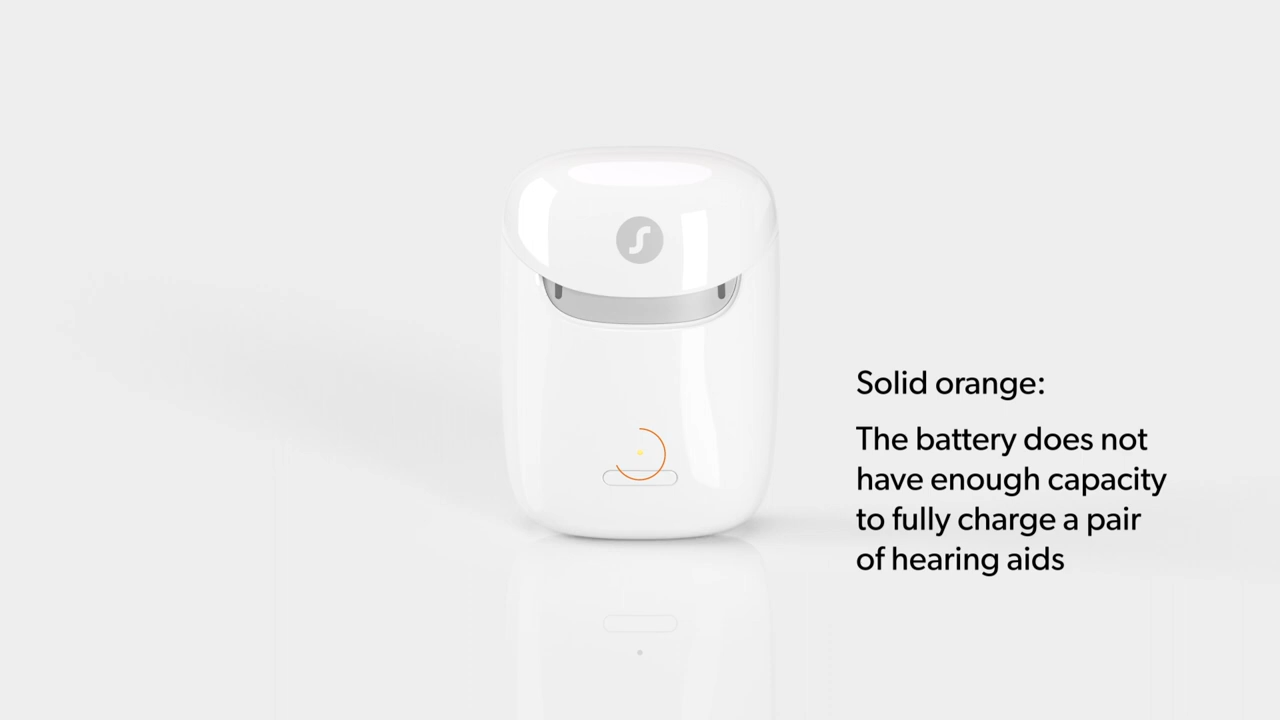 Solid orange:
The battery does not
have enough capacity
to fully charge a pair
of hearing aids